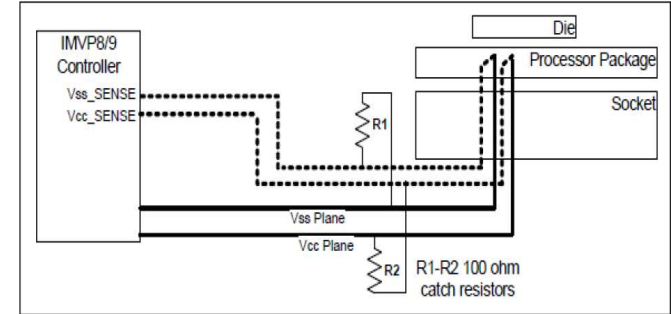 Die
IMVP8/9
Controller
Processor Package
Vss_SENSE
Vcc_SENSE
Socket
R1
Vss Plane
Vcc Plane
R2
R1-R2 100 ohm
catch resistors